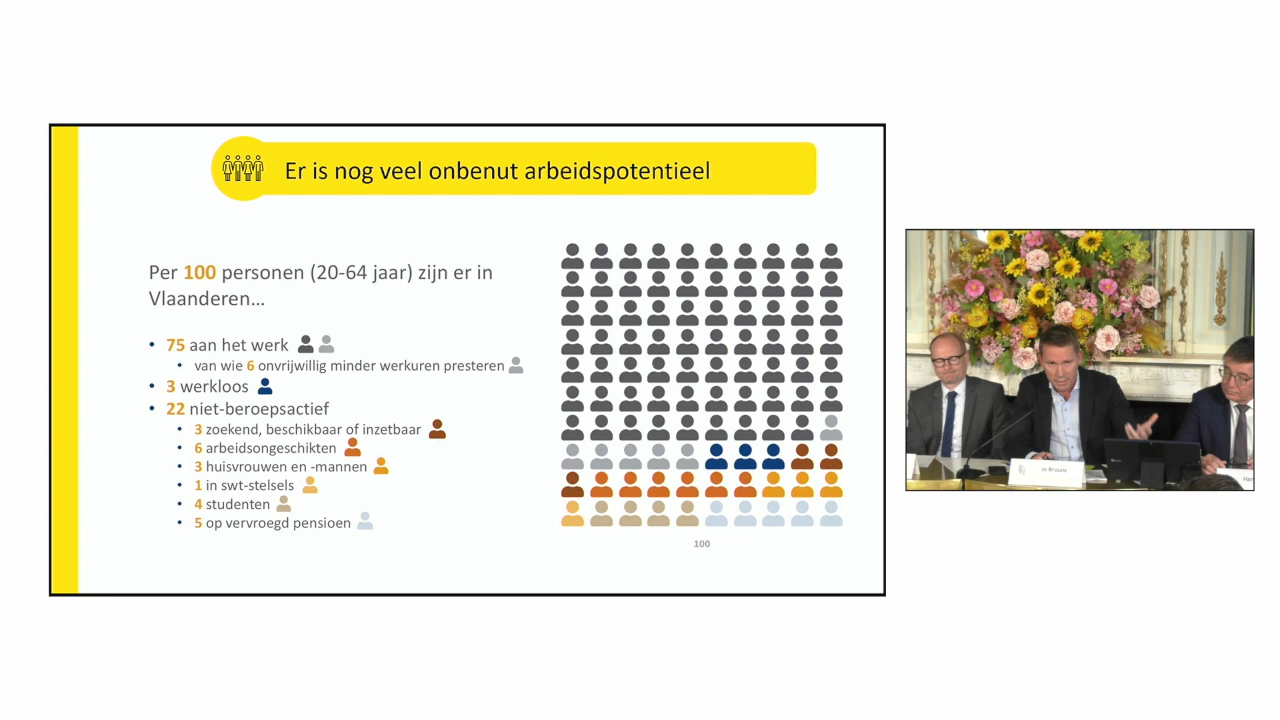 Er is nog veel onbenut arbeidspotentieel
Per 100 personen (20-64 jaar) zijn er in
Vlaanderen...
• 75 aan het werk
• van wie 6 onvrijwillig minder werkuren presteren
• 3 werkloos
• 22 niet-beroepsactief
• 3 zoekend, beschikbaar of inzetbaar
• 6 arbeidsongeschikten
• 3 huisvrouwen en -mannen
• 1 in swt-stelsels
• 4 studenten
• 5 op vervroegd pensioen
100
Jo Brouns